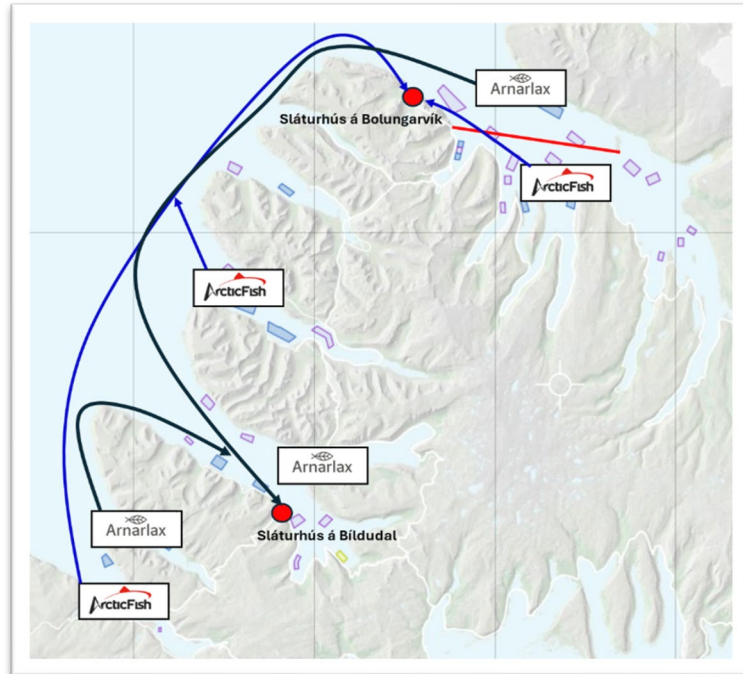 Arnarlax
Sláturhús á Bolungarvík
ArcticFish
ArcticFish
Arnarlax
Sláturhús á Bíldudal
Arnarlax
ArcticFish